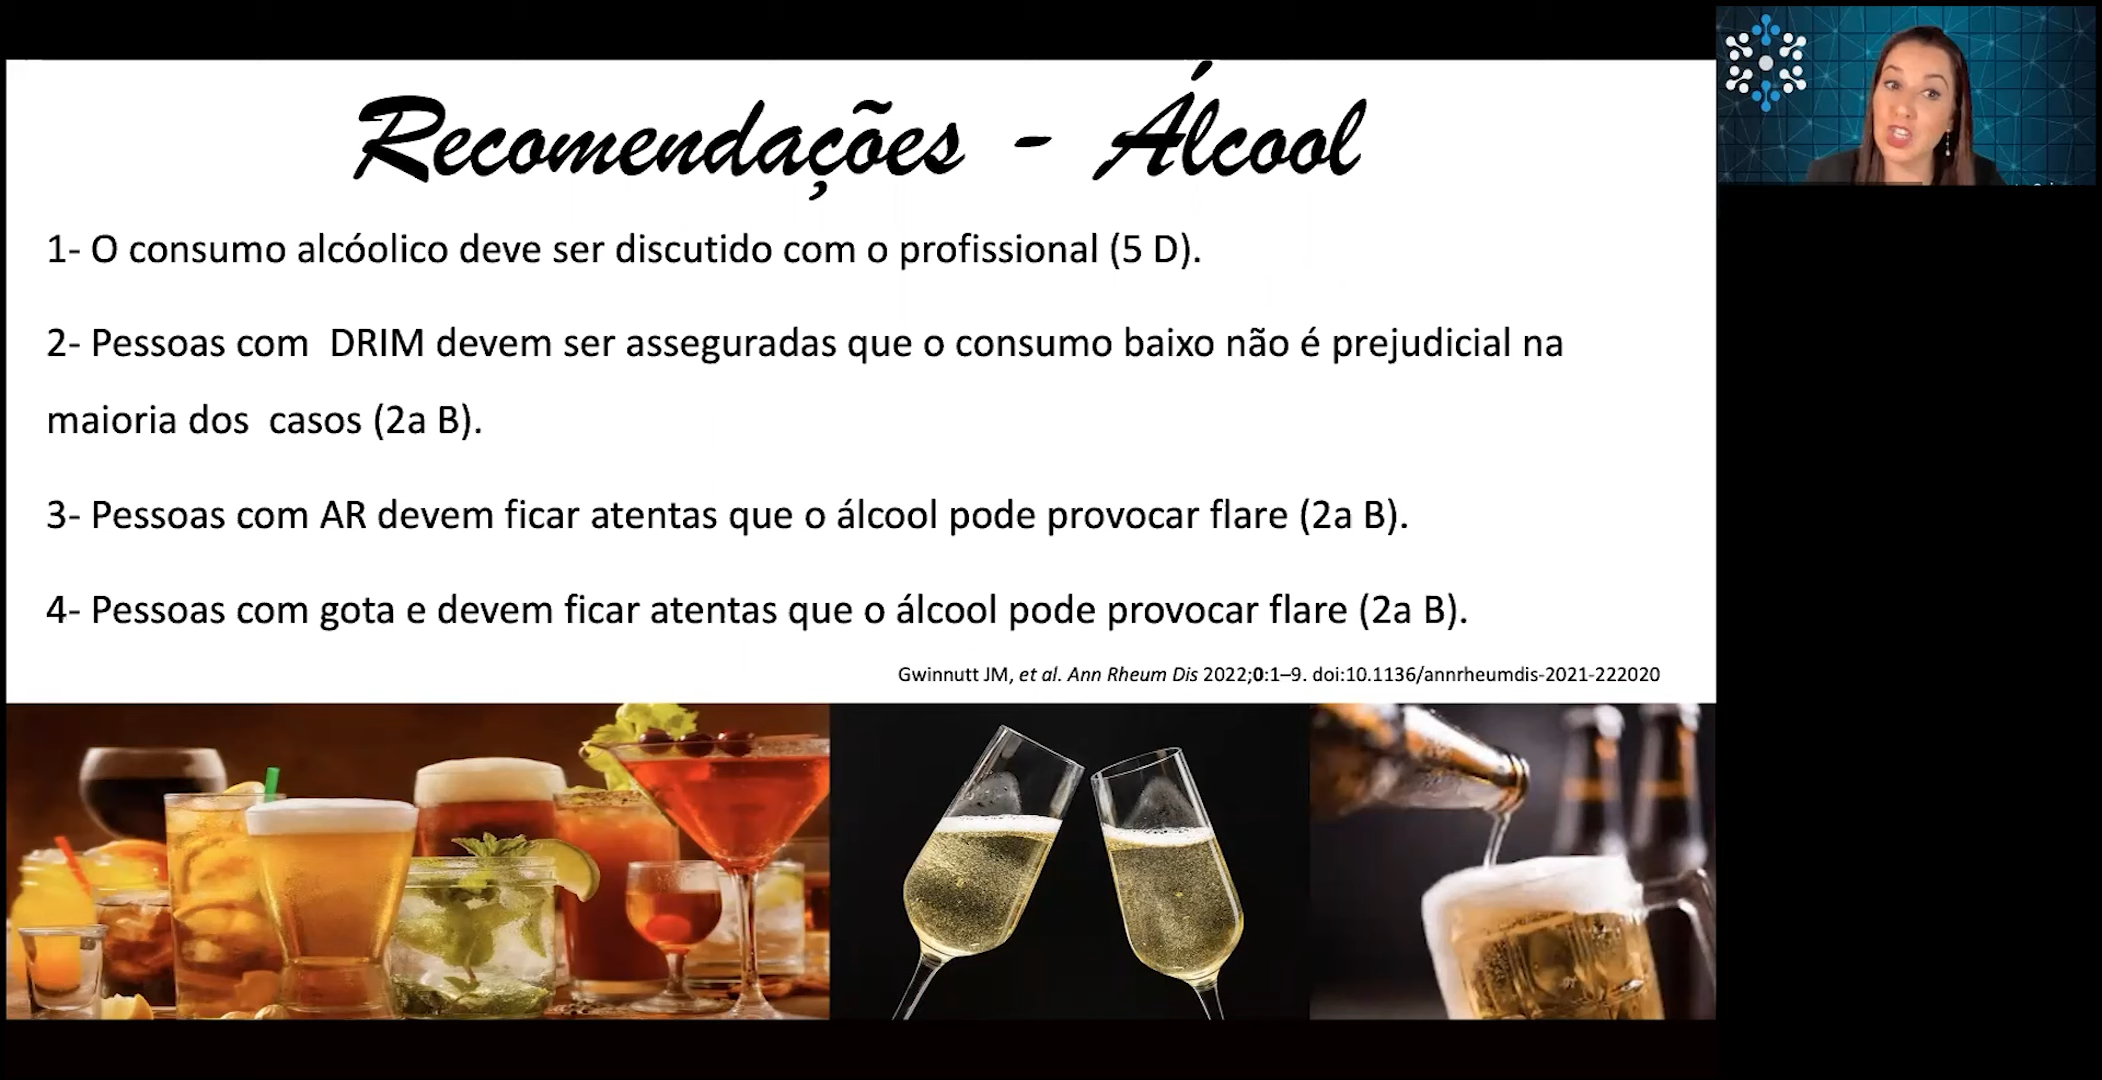 Recomendações - Álcool
1- O consumo alcóolico deve ser discutido com o profissional (5 D).
2- Pessoas com DRIM devem ser asseguradas que o consumo baixo não é prejudicial na
maioria dos casos (2a B).
3- Pessoas com AR devem ficar atentas que o álcool pode provocar flare (2a B).
4- Pessoas com gota e devem ficar atentas que o álcool pode provocar flare (2a B).
Gwinnutt JM, et al. Ann Rheum Dis 2022;0:1–9. doi:10.1136/annrheumdis-2021-222020